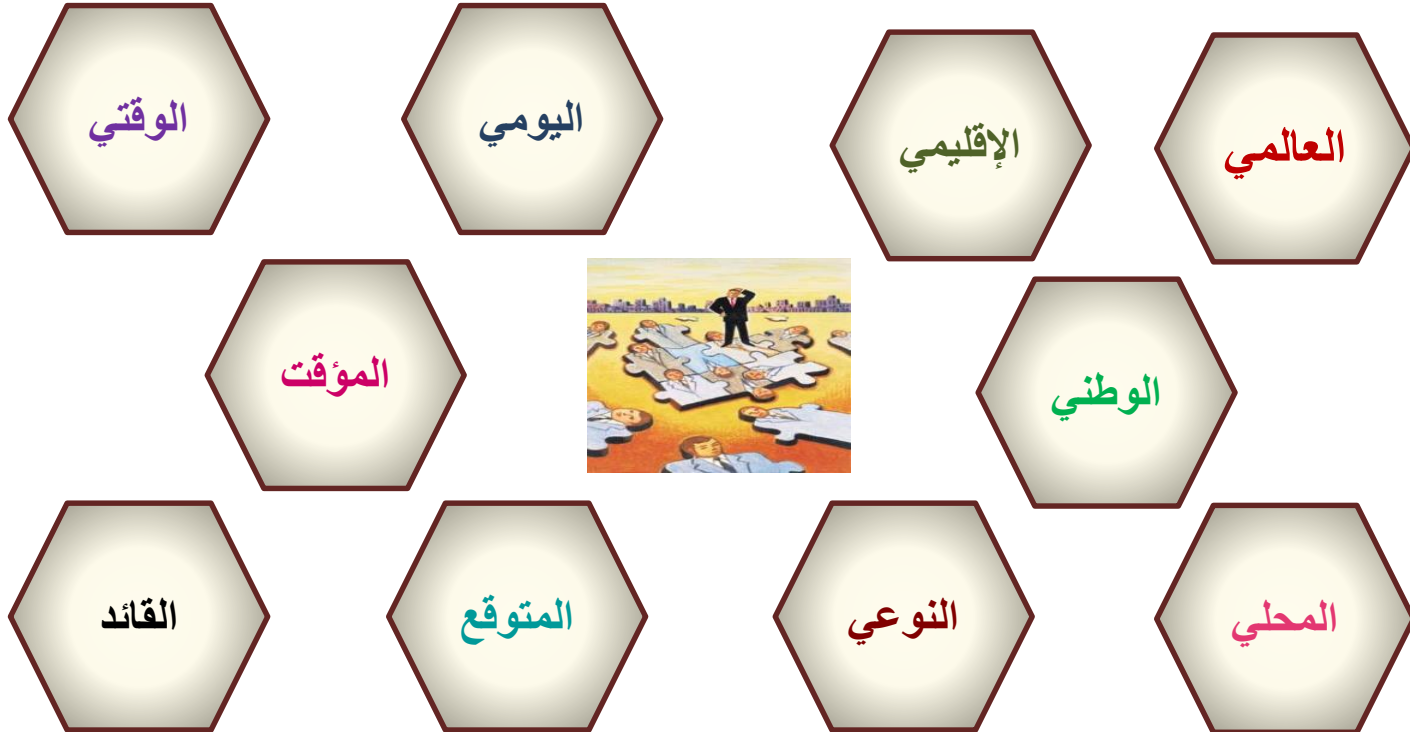 العالمي
الإقليمي
اليومي
الوقتي
الوطني
المؤقت
المحلي
النوعي
المتوقع
القائد